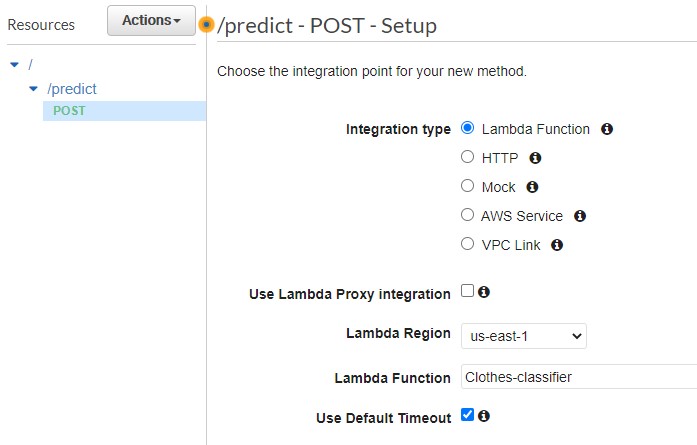 Resources
Actions
/predict - POST - Setup
/
/predict
POST
Choose the integration point for your new method.
Integration type
Lambda Function
HTTP
Mock
AWS Service
VPC Link
Use Lambda Proxy integration
Lambda Region
us-east-1
Lambda Function
Clothes-classifier
Use Default Timeout